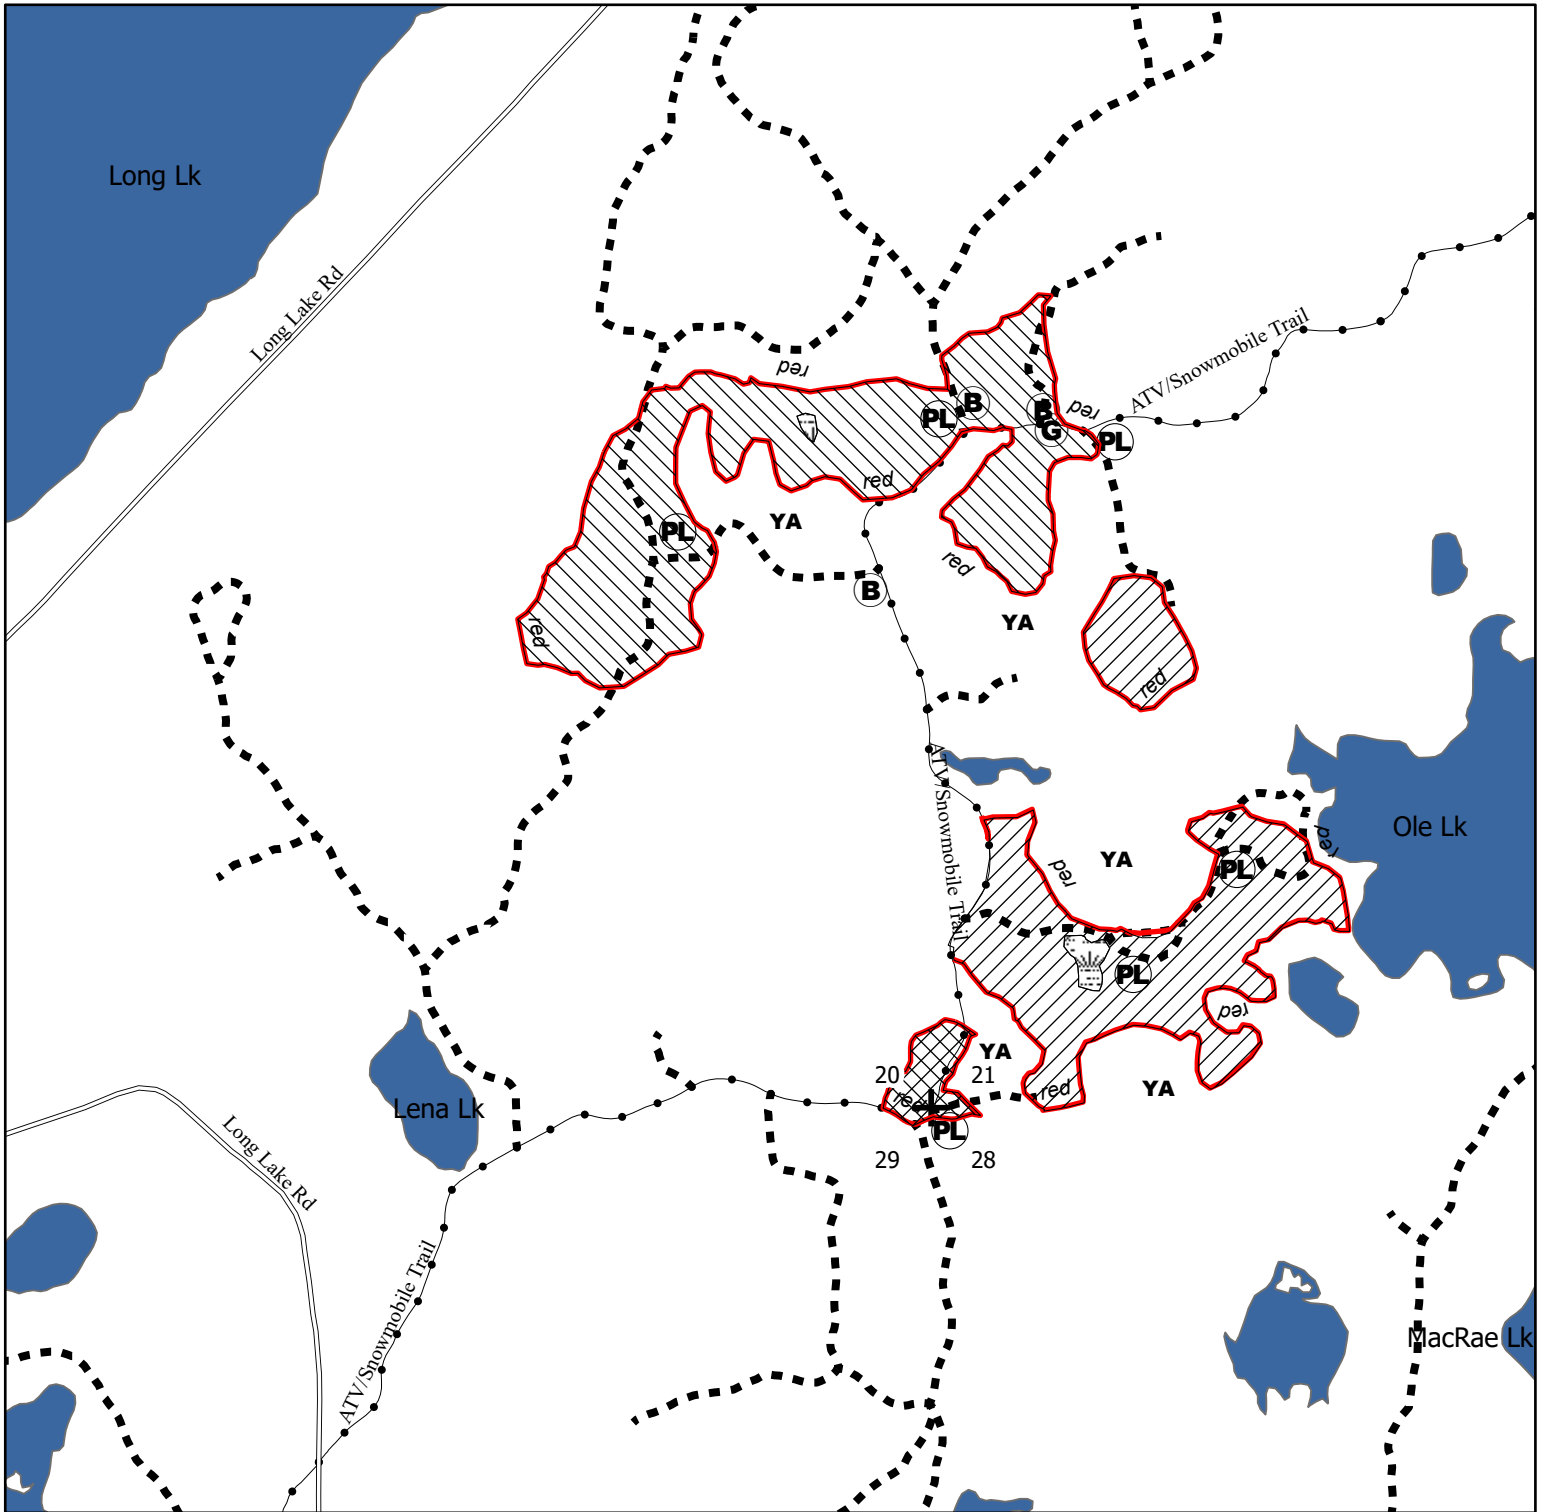 Long Lk
Long Lake Rd
ATV/Snowmobile Trail
red
B
B
red
PL
G
PL
red
YA
PL
red
B
YA
red
red
ATV/Snowmobile Trail
Ole Lk
red
YA
red
PL
PL
red
YA
20
21
Lena Lk
red
L
red
YA
PL
29
28
Long Lake Rd
ATV/Snowmobile Trail
MacRae Lk